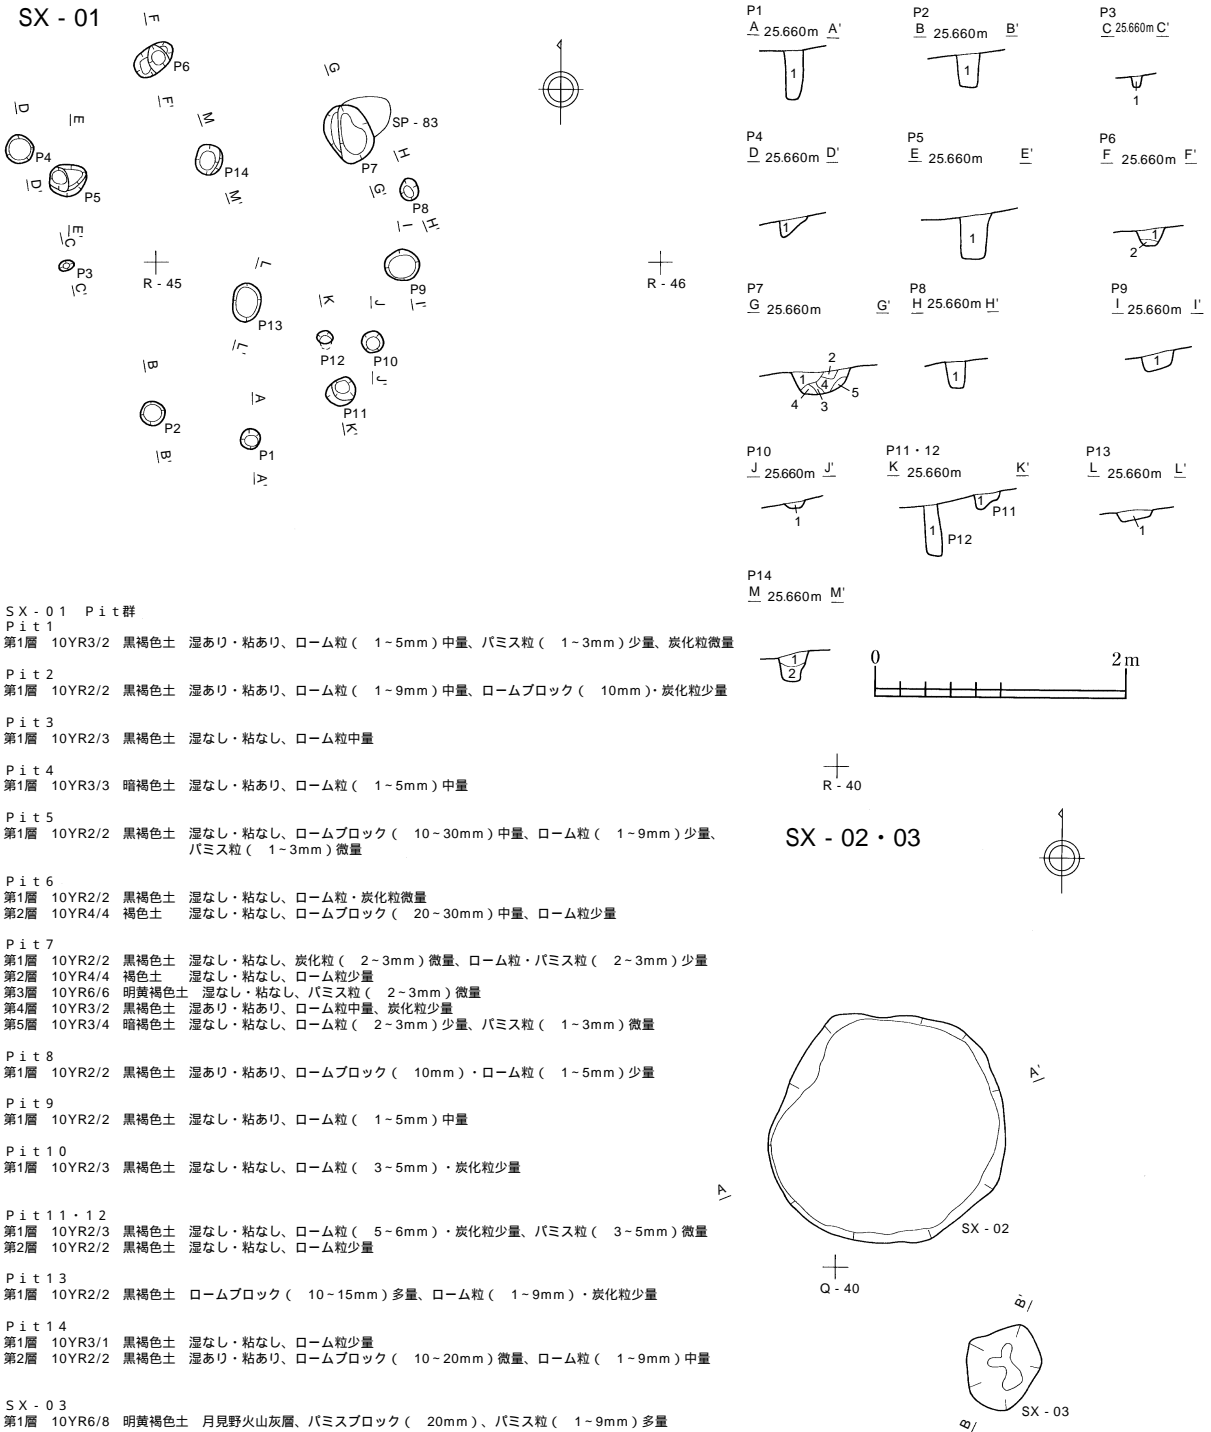 SX - 01
F
P6
F'
G
D
E
M
SP - 83
P4
P14
P7
H
D'
P5
M'
G'
P8
E'
C
I
H'
P3
C'
R - 45
L
P9
I'
R - 46
P13
K
J
L'
P12
P10
J'
B
A
P11
K'
P2
P1
B'
A'
P1
A 25.660m A'
1
P2
B 25.660m B'
1
P3
C 25.660m C'
1
P4
D 25.660m D'
1
P5
E 25.660m E'
1
P6
F 25.660m F'
1
2
P7
G 25.660m G'
2
1
4
4
3
5
P8
H 25.660m H'
1
P9
I 25.660m I'
1
P10
J 25.660m J'
1
P11・12
K 25.660m K'
1
P11
1
P12
P13
L 25.660m L'
1
P14
M 25.660m M'
1
2
0 2m
SX-01 Pit群
Pit1
第1層 10YR3/2 黒褐色土 湿あり・粘あり、ローム粒( 1~5mm)中量、パミス粒( 1~3mm)少量、炭化粒微量
Pit2
第1層 10YR2/2 黒褐色土 湿あり・粘あり、ローム粒( 1~9mm)中量、ロームブロック( 10mm)・炭化粒少量
Pit3
第1層 10YR2/3 黒褐色土 湿なし・粘なし、ローム粒中量
Pit4
第1層 10YR3/3 暗褐色土 湿なし・粘あり、ローム粒( 1~5mm)中量
Pit5
第1層 10YR2/2 黒褐色土 湿なし・粘なし、ロームブロック( 10~30mm)中量、ローム粒( 1~9mm)少量、
パミス粒( 1~3mm)微量
Pit6
第1層 10YR2/2 黒褐色土 湿なし・粘なし、ローム粒・炭化粒微量
第2層 10YR4/4 褐色土 湿なし・粘なし、ロームブロック( 20~30mm)中量、ローム粒少量
Pit7
第1層 10YR2/2 黒褐色土 湿なし・粘なし、炭化粒( 2~3mm)微量、ローム粒・パミス粒( 2~3mm)少量
第2層 10YR4/4 褐色土 湿なし・粘なし、ローム粒少量
第3層 10YR6/6 明黄褐色土 湿なし・粘なし、パミス粒( 2~3mm)微量
第4層 10YR3/2 黒褐色土 湿あり・粘あり、ローム粒中量、炭化粒少量
第5層 10YR3/4 暗褐色土 湿なし・粘なし、ローム粒( 2~3mm)少量、パミス粒( 1~3mm)微量
Pit8
第1層 10YR2/2 黒褐色土 湿あり・粘あり、ロームブロック( 10mm)・ローム粒( 1~5mm)少量
Pit9
第1層 10YR2/2 黒褐色土 湿なし・粘あり、ローム粒( 1~5mm)中量
Pit10
第1層 10YR2/3 黒褐色土 湿なし・粘なし、ローム粒( 3~5mm)・炭化粒少量
Pit11・12
第1層 10YR2/3 黒褐色土 湿なし・粘なし、ローム粒( 5~6mm)・炭化粒少量、パミス粒( 3~5mm)微量
第2層 10YR2/2 黒褐色土 湿なし・粘なし、ローム粒少量
Pit13
第1層 10YR2/2 黒褐色土 ロームブロック( 10~15mm)多量、ローム粒( 1~9mm)・炭化粒少量
Pit14
第1層 10YR3/1 黒褐色土 湿なし・粘なし、ローム粒少量
第2層 10YR2/2 黒褐色土 湿あり・粘あり、ロームブロック( 10~20mm)微量、ローム粒( 1~9mm)中量
SX-03
第1層 10YR6/8 明黄褐色土 月見野火山灰層、パミスブロック( 20mm)、パミス粒( 1~9mm)多量
R - 40
SX - 02・03
A'
A
SX - 02
Q - 40
B'
SX - 03
B